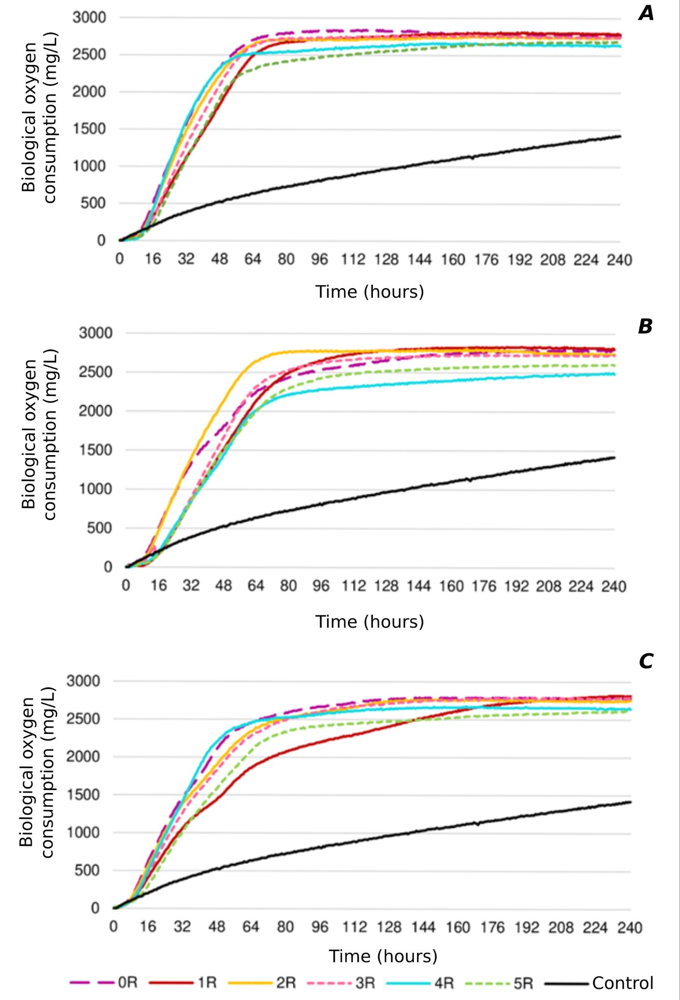 A
3000
2500
2000
1500
1000
500
0
Biological oxygen
consumption (mg/L)
0 16 32 48 64 80 96 112 128 144 160 176 192 208 224 240
Time (hours)
B
3000
2500
2000
1500
1000
500
0
Biological oxygen
consumption (mg/L)
0 16 32 48 64 80 96 112 128 144 160 176 192 208 224 240
Time (hours)
C
3000
2500
2000
1500
1000
500
0
Biological oxygen
consumption (mg/L)
0 16 32 48 64 80 96 112 128 144 160 176 192 208 224 240
Time (hours)
0R 1R 2R 3R 4R 5R Control